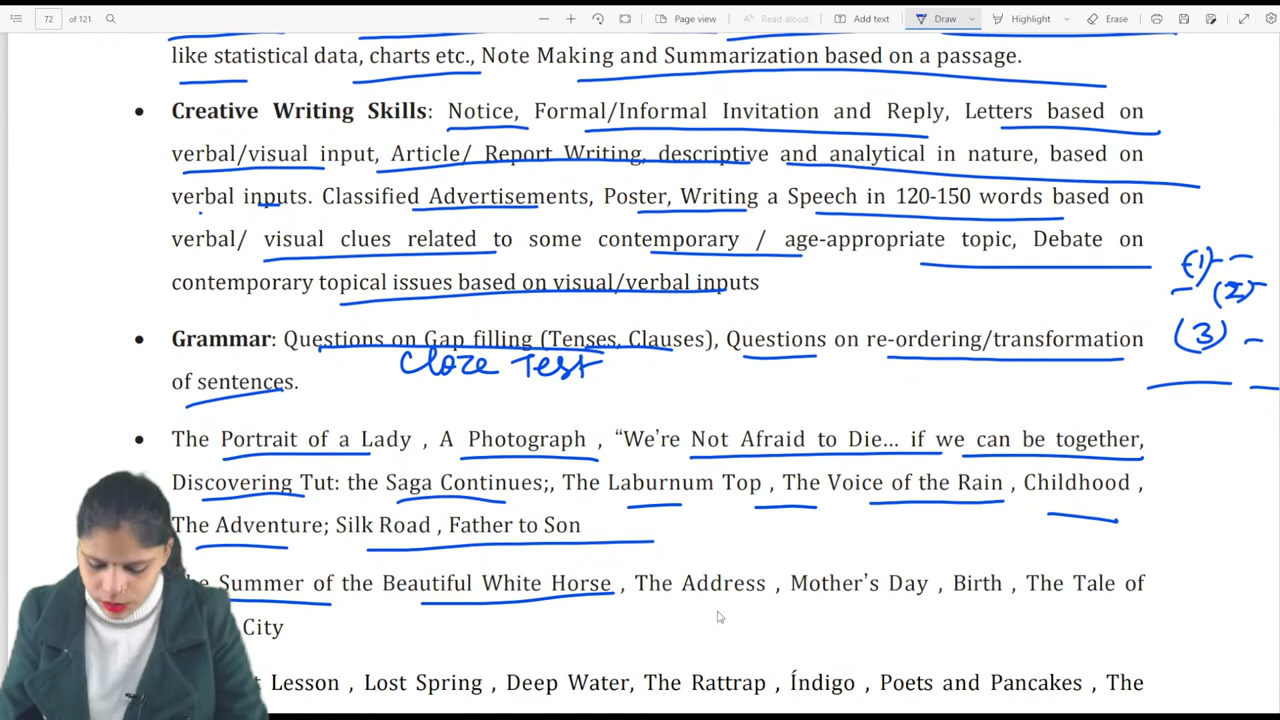 72 of 121 Page view Read aloud Add text Draw Highlight Erase
like statistical data, charts etc., Note Making and Summarization based on a passage.
• Creative Writing Skills: Notice, Formal/Informal Invitation and Reply, Letters based on
verbal/visual input, Article/ Report Writing, descriptive and analytical in nature, based on
verbal inputs. Classified Advertisements, Poster, Writing a Speech in 120-150 words based on
verbal/ visual clues related to some contemporary / age-appropriate topic, Debate on
(1)
contemporary topical issues based on visual/verbal inputs
(2)
• Grammar: Questions on Gap filling (Tenses, Clauses), Questions on re-ordering/transformation
(3)
Cloze Test
of sentences.
• The Portrait of a Lady , A Photograph , “We’re Not Afraid to Die… if we can be together,
Discovering Tut: the Saga Continues;, The Laburnum Top , The Voice of the Rain , Childhood ,
The Adventure; Silk Road , Father to Son
Summer of the Beautiful White Horse , The Address , Mother’s Day , Birth , The Tale of
City
Lesson , Lost Spring , Deep Water, The Rattrap , Índigo , Poets and Pancakes , The